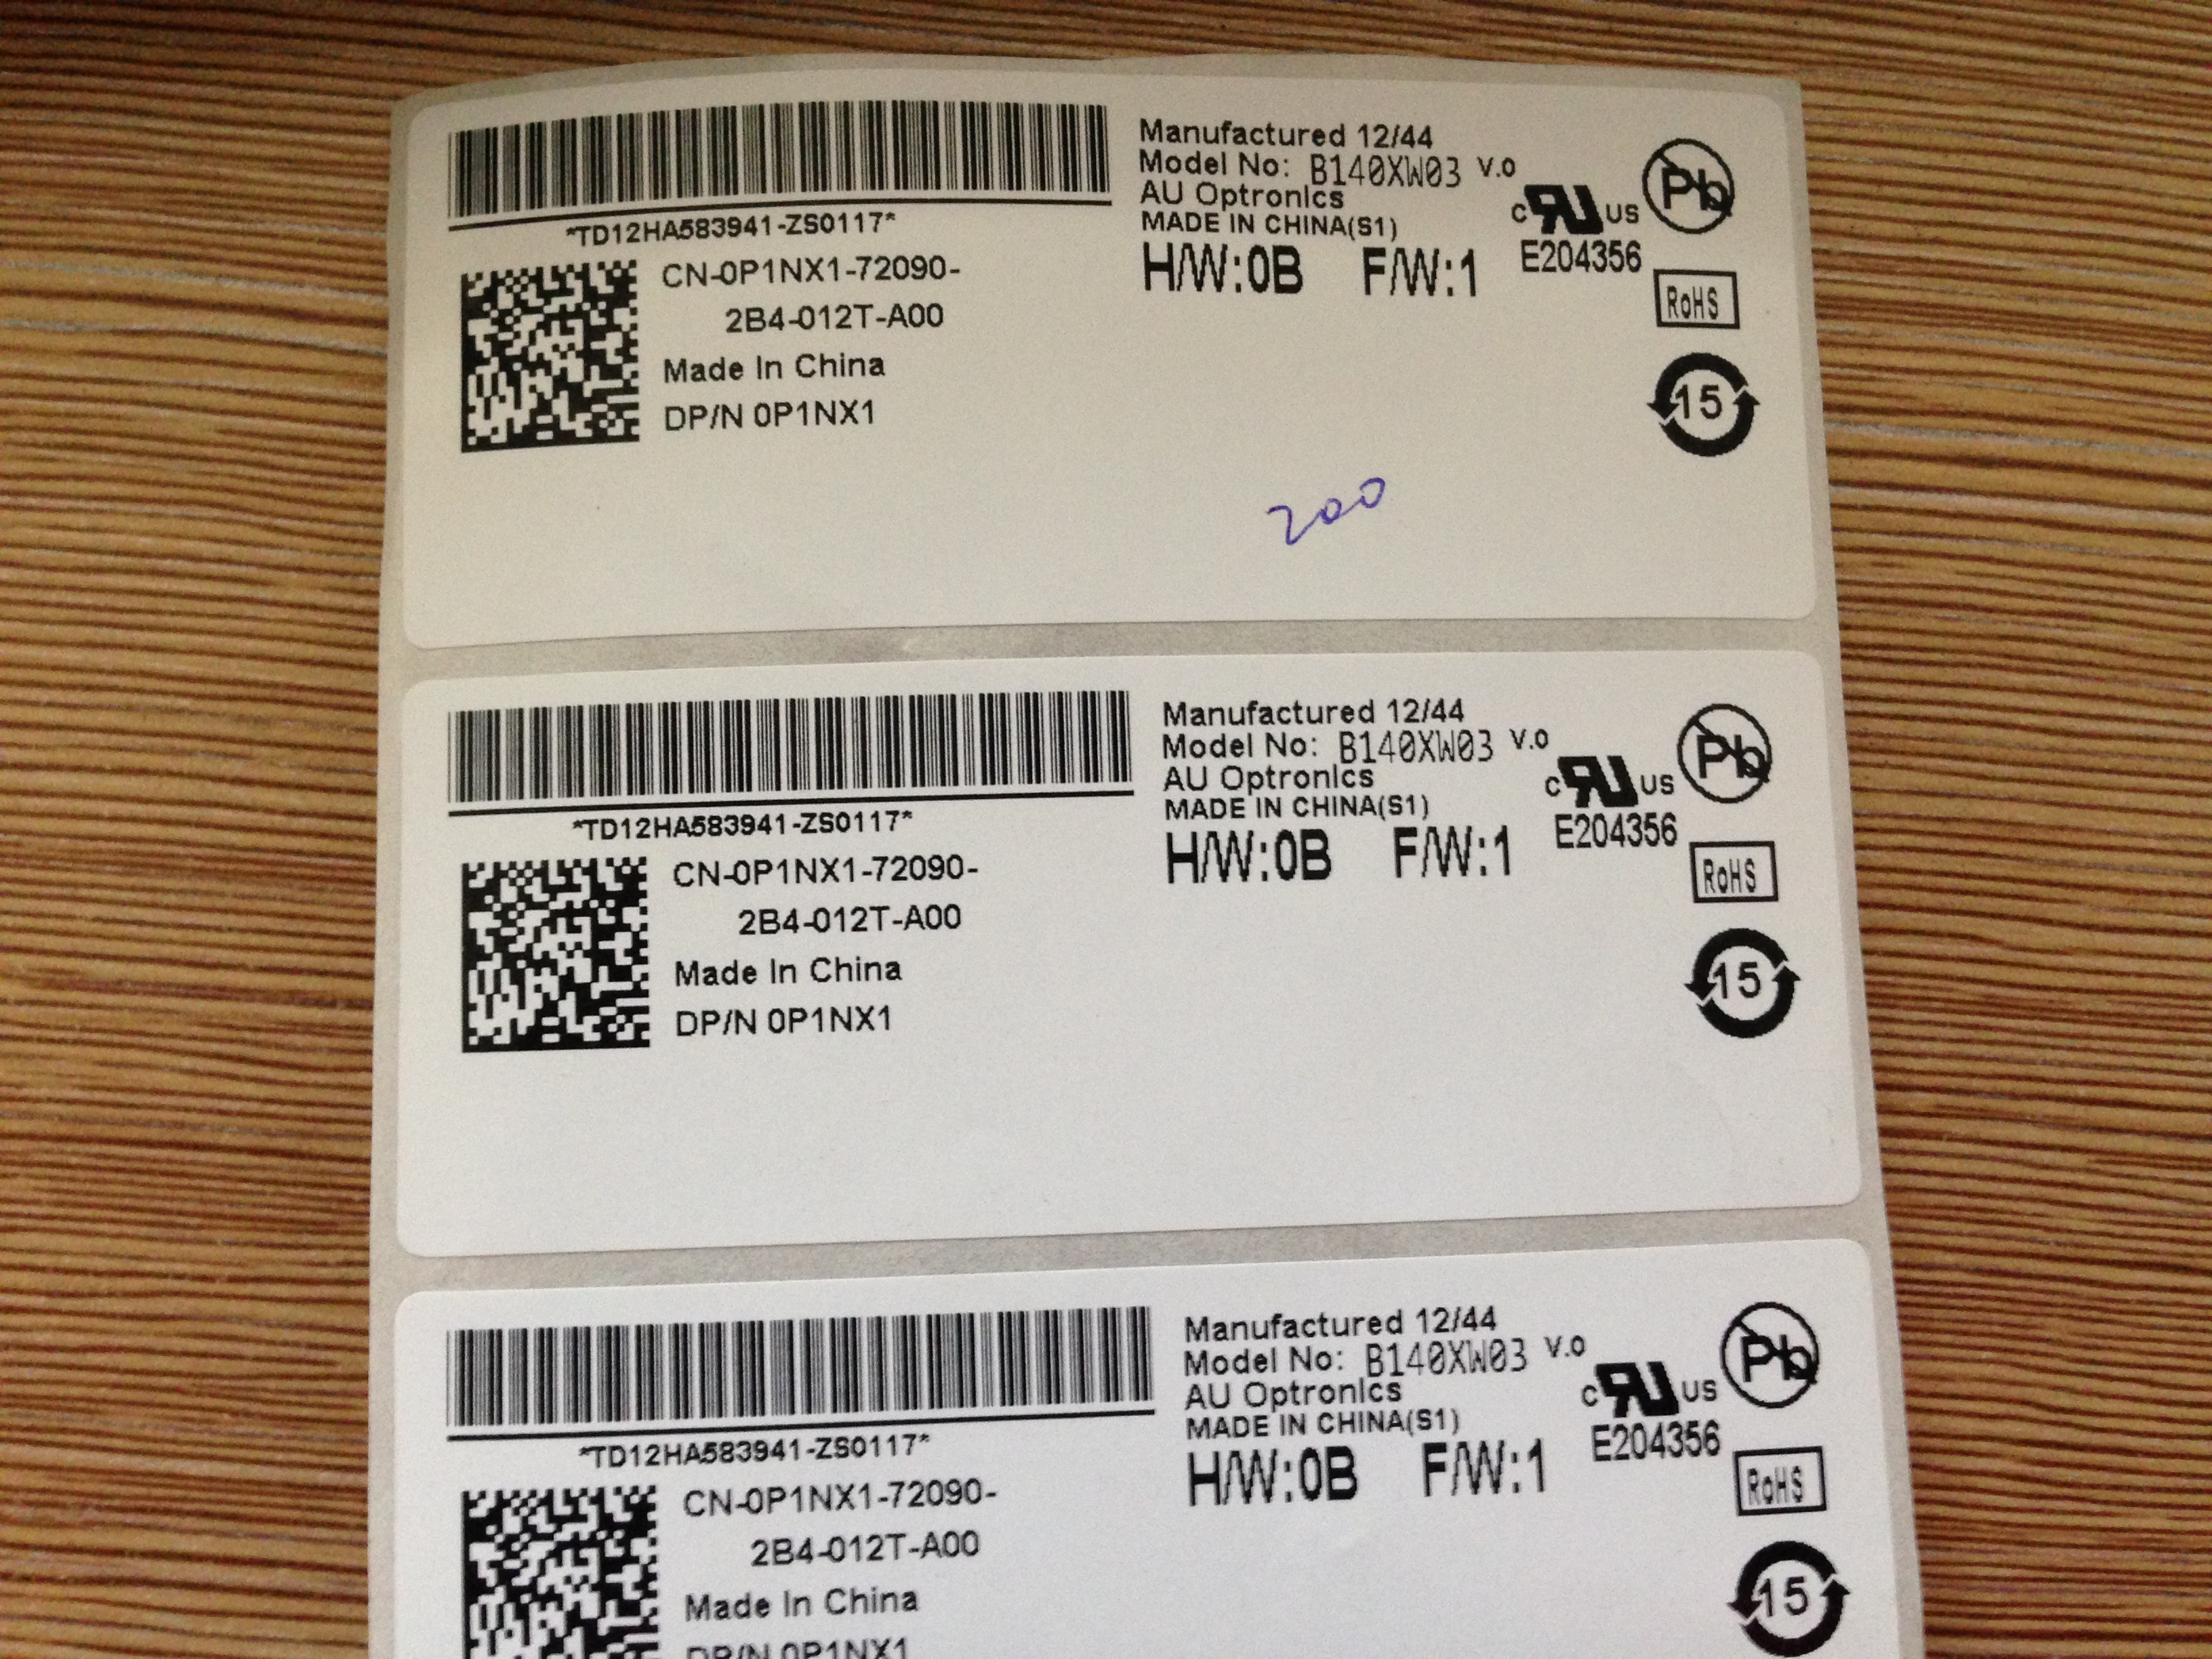 *TD12HA583941-ZS0117*
CN-0P1NX1-72090-
2B4-012T-A00
Made In China
DP/N 0P1NX1
Manufactured 12/44
Model No: B140XW03 V.0
AU Optronics
MADE IN CHINA(S1)
H/W:0B F/W:1
c RU US
E204356
Pb
RoHS
15
200
*TD12HA583941-ZS0117*
CN-0P1NX1-72090-
2B4-012T-A00
Made In China
DP/N 0P1NX1
Manufactured 12/44
Model No: B140XW03 V.0
AU Optronics
MADE IN CHINA(S1)
H/W:0B F/W:1
c RU US
E204356
Pb
RoHS
15
*TD12HA583941-ZS0117*
CN-0P1NX1-72090-
2B4-012T-A00
Made In China
DP/N 0P1NX1
Manufactured 12/44
Model No: B140XW03 V.0
AU Optronics
MADE IN CHINA(S1)
H/W:0B F/W:1
c RU US
E204356
Pb
RoHS
15